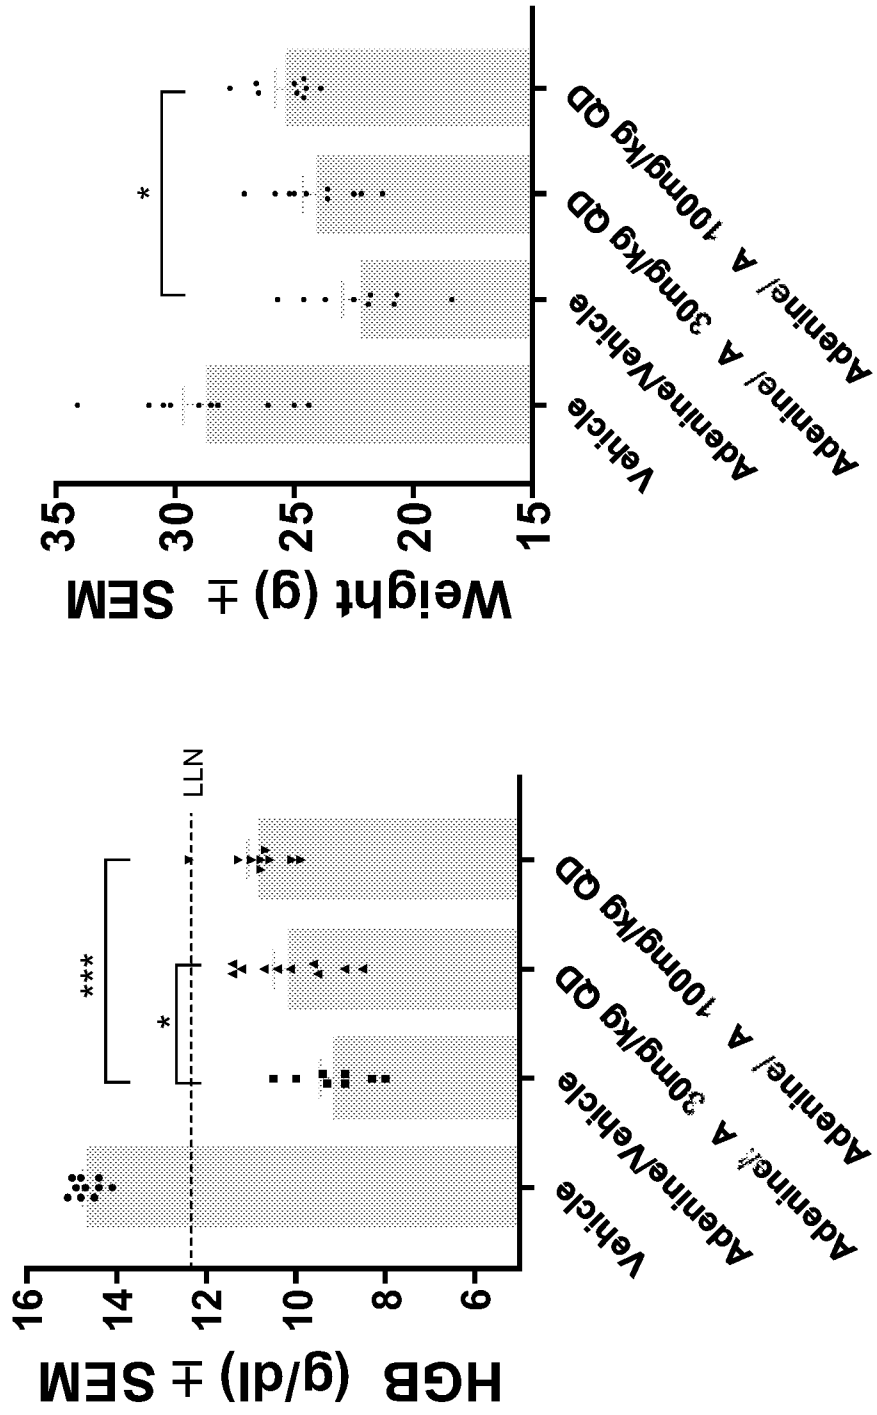 HGB (g/dl) ± SEM
16
14
12
10
8
6
LLN
***
*
Vehicle
Adenine/Vehicle
Adenine/ A 30mg/kg QD
Adenine/ A 100mg/kg QD
Weight (g) ± SEM
35
30
25
20
15
*
Vehicle
Adenine/Vehicle
Adenine/ A 30mg/kg QD
Adenine/ A 100mg/kg QD